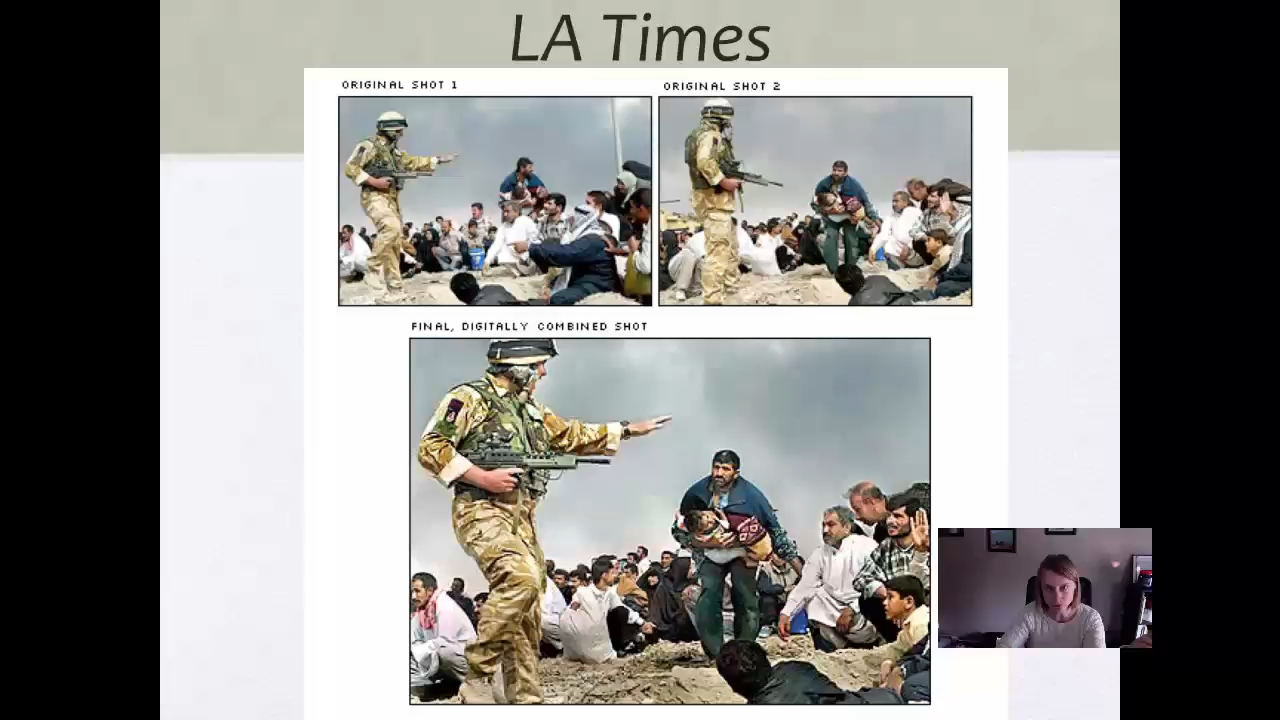 LA Times
ORIGINAL SHOT 1
ORIGINAL SHOT 2
FINAL, DIGITALLY COMBINED SHOT